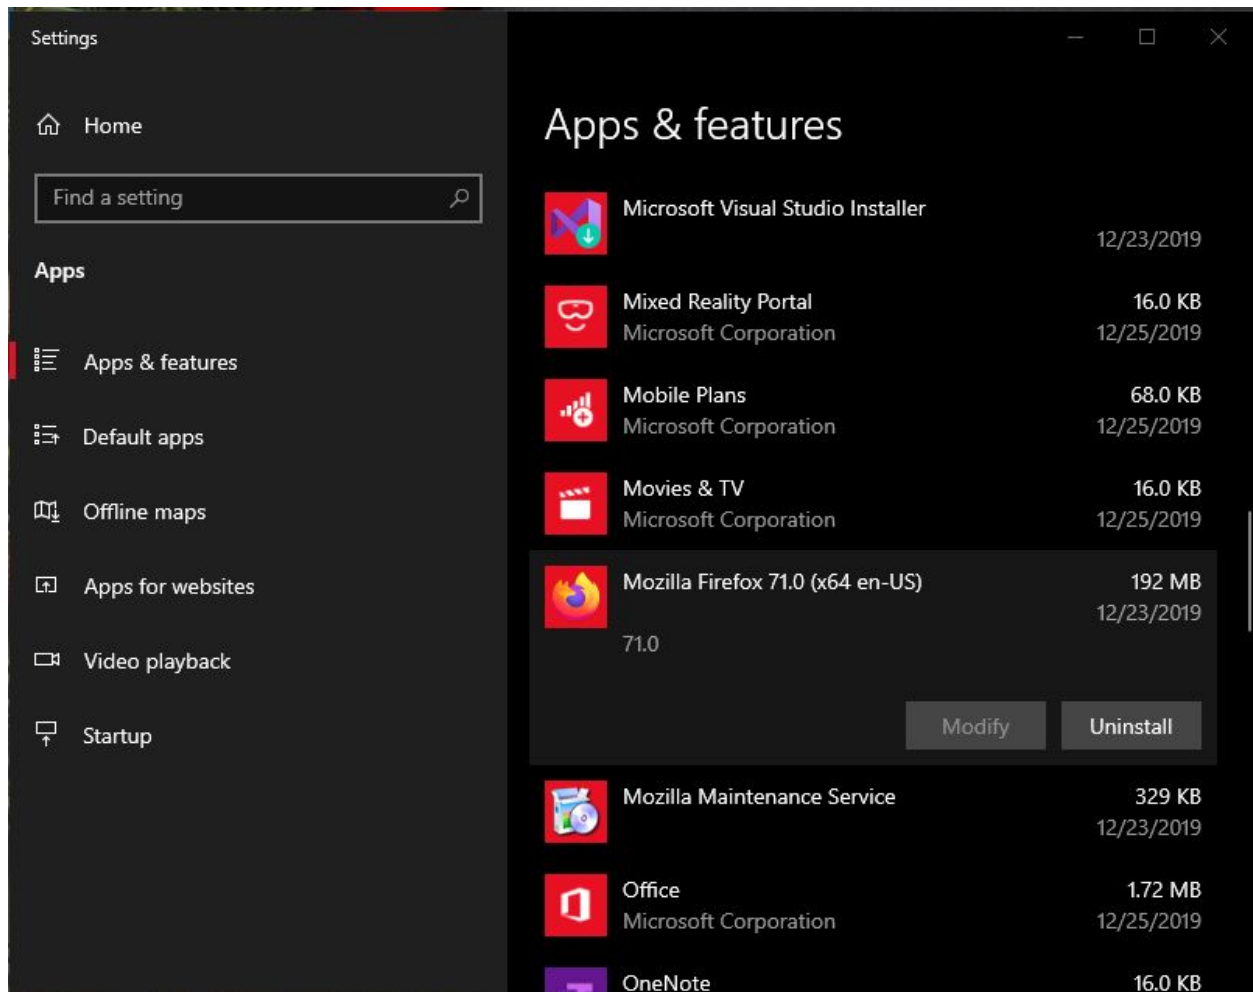 Settings
Home
Find a setting
Apps
Apps & features
Default apps
Offline maps
Apps for websites
Video playback
Startup
Apps & features
Microsoft Visual Studio Installer
12/23/2019
Mixed Reality Portal 16.0 KB
Microsoft Corporation 12/25/2019
Mobile Plans 68.0 KB
Microsoft Corporation 12/25/2019
Movies & TV 16.0 KB
Microsoft Corporation 12/25/2019
Mozilla Firefox 71.0 (x64 en-US) 192 MB
12/23/2019
71.0
Modify Uninstall
Mozilla Maintenance Service 329 KB
12/23/2019
Office 1.72 MB
Microsoft Corporation 12/25/2019
OneNote 16.0 KB